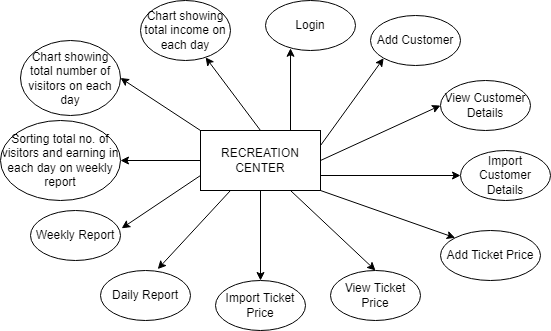 Chart showing
total income on
each day
Login
Add Customer
Chart showing
total number of
visitors on each
day
View Customer
Details
Sorting total no. of
visitors and earning in
each day on weekly
report
RECREATION
CENTER
Import
Customer
Details
Weekly Report
Add Ticket Price
Daily Report
Import Ticket
Price
View Ticket
Price